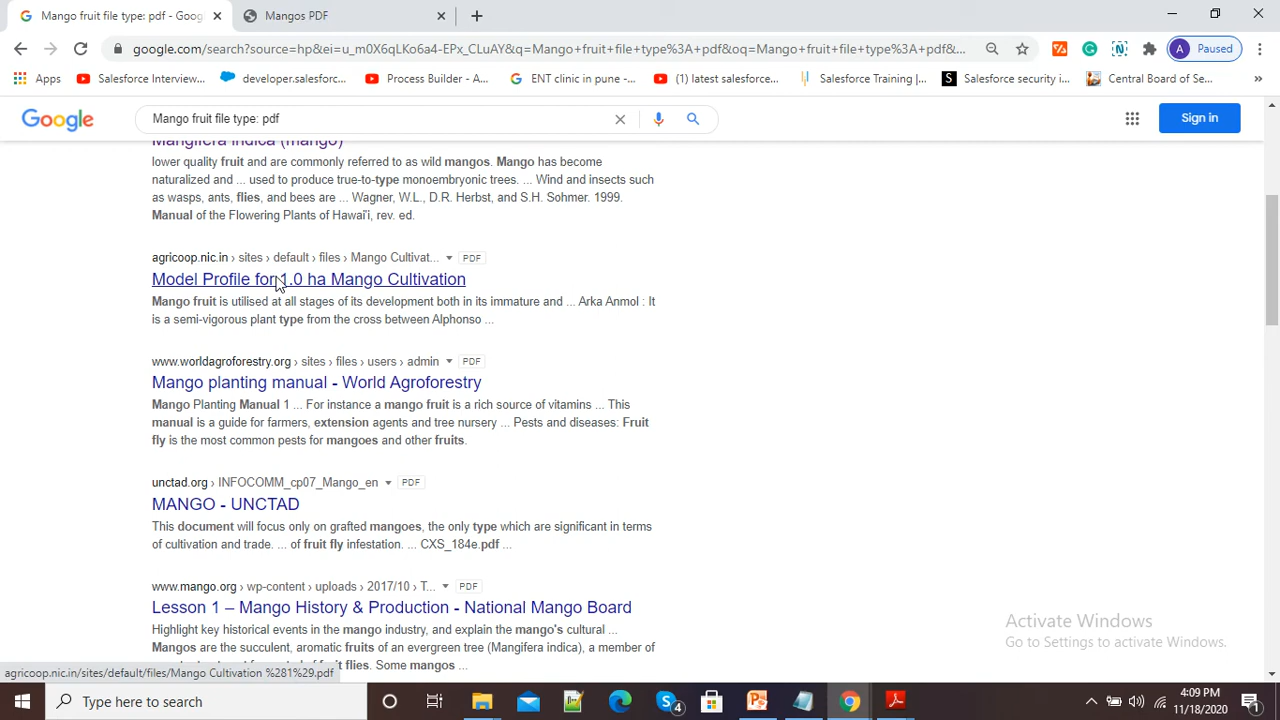 Mango fruit file type: pdf - Goog
Mangos PDF
google.com/search?source=hp&ei=u_m0X6qLKo6a4-EPx_CLuAY&q=Mango+fruit+file+type%3A+pdf&oq=Mango+fruit+file+type%3A+pdf&...
Paused
A
Apps
Salesforce Interview...
developer.salesforc...
Process Builder - A...
ENT clinic in pune -...
(1) latest salesforce...
Salesforce Training |...
Salesforce security i...
Central Board of Se...
»
Google
Mango fruit file type: pdf
Sign in
Mangifera indica (mango)
lower quality fruit and are commonly referred to as wild mangos. Mango has become
naturalized and ... used to produce true-to-type monoembryonic trees. ... Wind and insects such
as wasps, ants, flies, and bees are ... Wagner, W.L., D.R. Herbst, and S.H. Sohmer. 1999.
Manual of the Flowering Plants of Hawai'i, rev. ed.
agricoop.nic.in › sites › default › files › Mango Cultivat... PDF
Model Profile for 1.0 ha Mango Cultivation
Mango fruit is utilised at all stages of its development both in its immature and ... Arka Anmol : It
is a semi-vigorous plant type from the cross between Alphonso ...
www.worldagroforestry.org › sites › files › users › admin PDF
Mango planting manual - World Agroforestry
Mango Planting Manual 1 ... For instance a mango fruit is a rich source of vitamins ... This
manual is a guide for farmers, extension agents and tree nursery ... Pests and diseases: Fruit
fly is the most common pests for mangoes and other fruits.
unctad.org › INFOCOMM_cp07_Mango_en PDF
MANGO - UNCTAD
This document will focus only on grafted mangoes, the only type which are significant in terms
of cultivation and trade. ... of fruit fly infestation. ... CXS_184e.pdf ...
www.mango.org › wp-content › uploads › 2017/10 › T... PDF
Lesson 1 – Mango History & Production - National Mango Board
Highlight key historical events in the mango industry, and explain the mango's cultural ...
Mangos are the succulent, aromatic fruits of an evergreen tree (Mangifera indica), a member of
fruit flies. Some mangos ...
Activate Windows
Go to Settings to activate Windows.
agricoop.nic.in/sites/default/files/Mango Cultivation %281%29.pdf
Type here to search
4
4:09 PM
11/18/2020
1